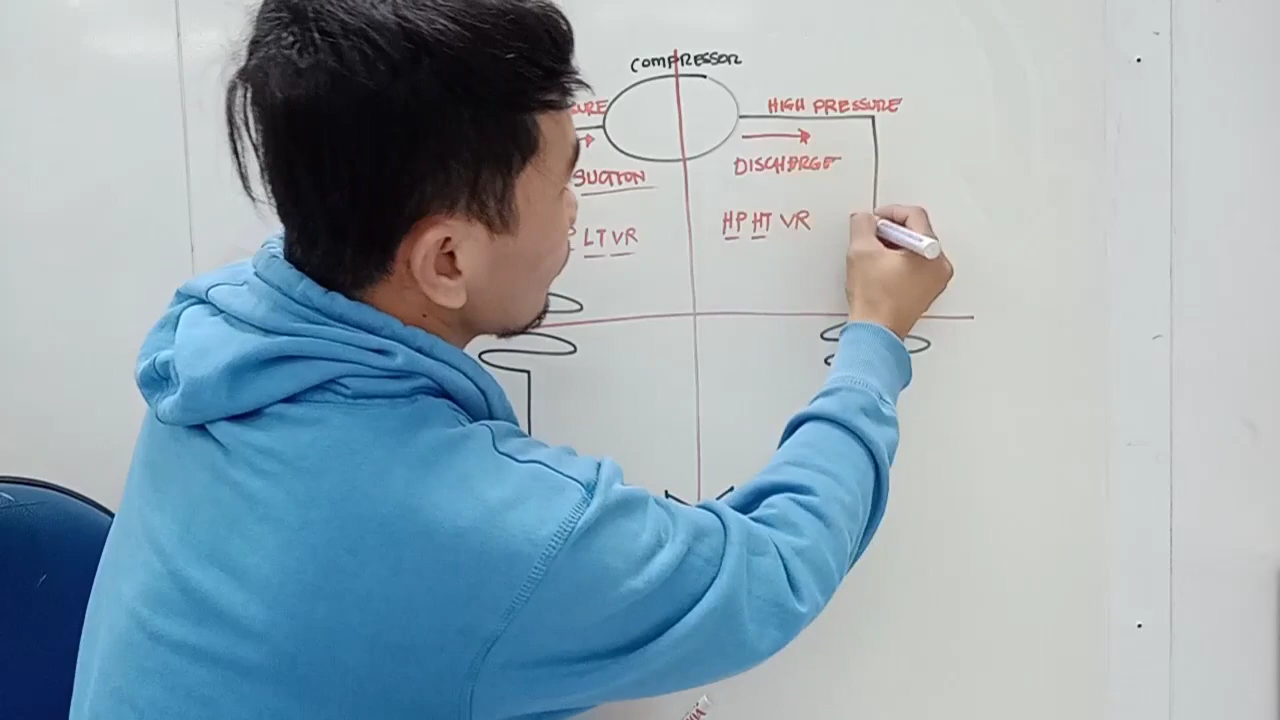 COMPRESSOR
HIGH PRESSURE
DISCHARGE
SUCTION
LT VR
HP HT VR